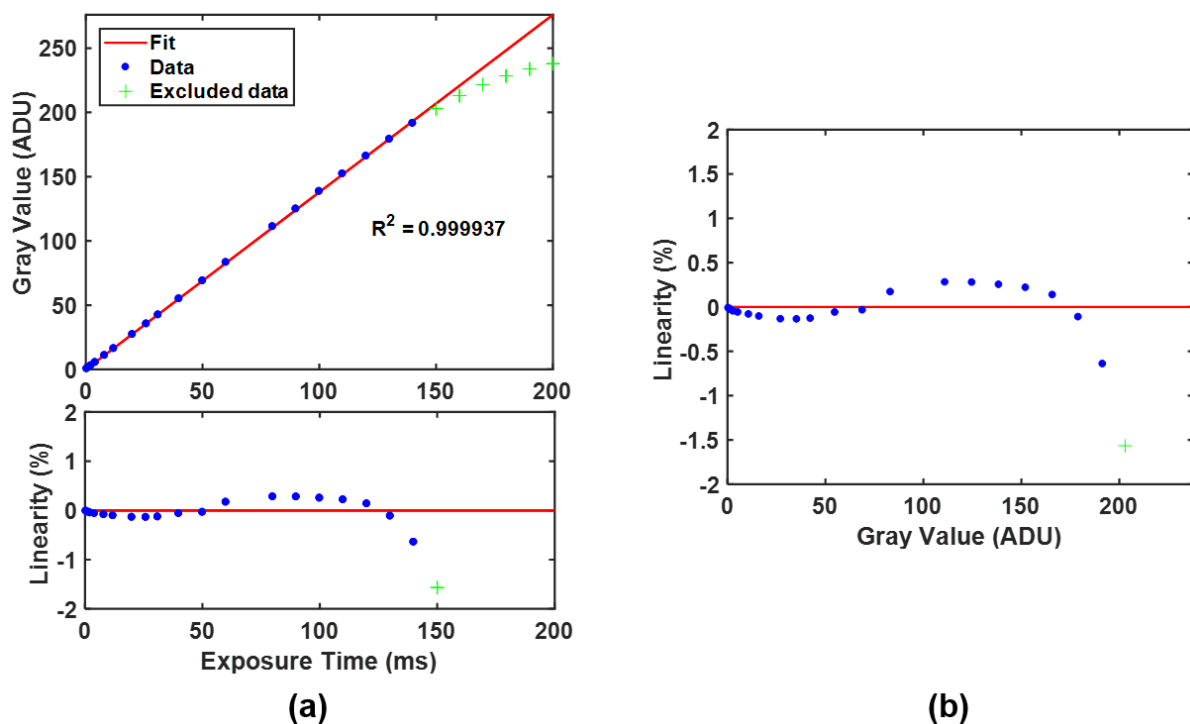 Fit
Data
Excluded data
R² = 0.999937
Gray Value (ADU)
250
200
150
100
50
0
0 50 100 150 200
Linearity (%)
2
1
0
-1
-2
0 50 100 150 200
Exposure Time (ms)
(a)
Linearity (%)
2
1.5
1
0.5
0
-0.5
-1
-1.5
-2
0 50 100 150 200
Gray Value (ADU)
(b)